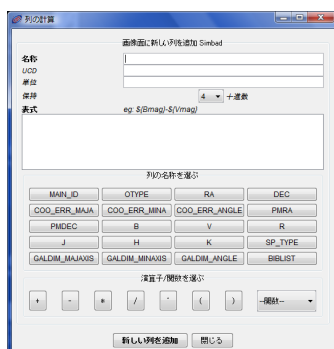 列の計算
画像面に新しい列を追加 Simbad
名称
UCD
単位
保持 4 十進数
表式 eg: ${Bmag}-${Vmag}
列の名称を選ぶ
MAIN_ID OTYPE RA DEC
COO_ERR_MAJA COO_ERR_MINA COO_ERR_ANGLE PMRA
PMDEC B V R
J H K SP_TYPE
GALDIM_MAJAXIS GALDIM_MINAXIS GALDIM_ANGLE BIBLIST
演算子/関数を選ぶ
+ - * / ^ ( ) --関数--
新しい列を追加 閉じる